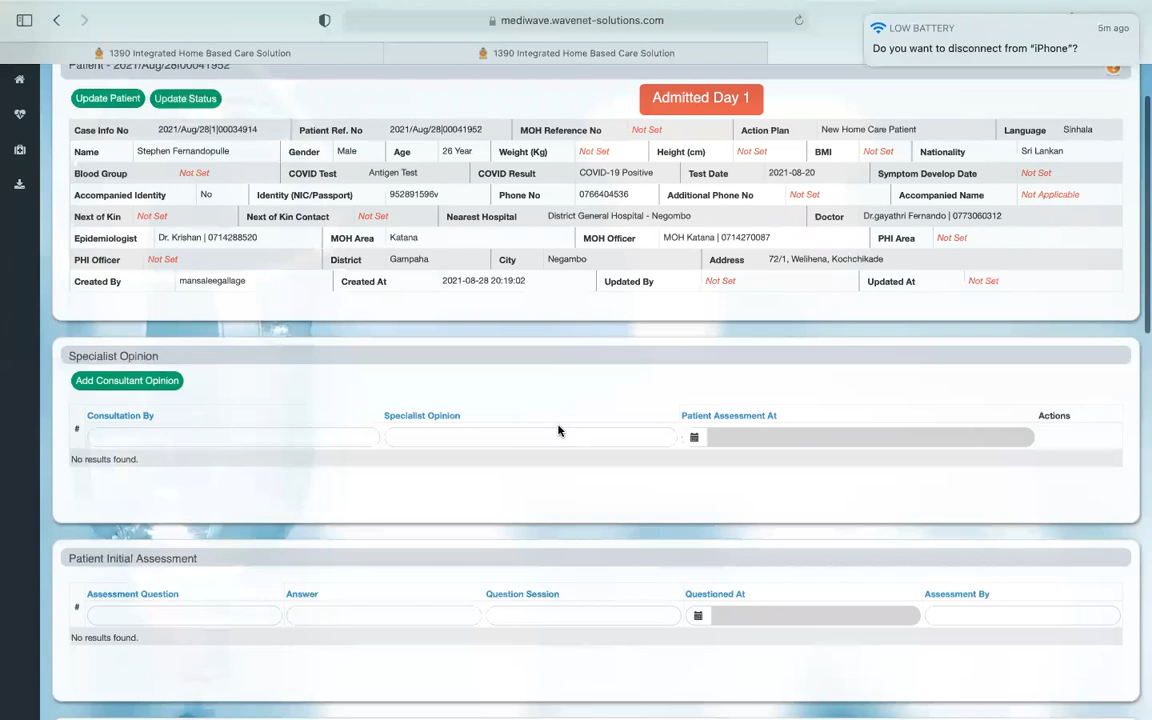 mediwave.wavenet-solutions.com
LOW BATTERY 5m ago
Do you want to disconnect from “iPhone”?
1390 Integrated Home Based Care Solution 1390 Integrated Home Based Care Solution
Patient - 2021/Aug/28|00041952
Update Patient Update Status Admitted Day 1
Case Info No 2021/Aug/28|1|00034914 Patient Ref. No 2021/Aug/28|00041952 MOH Reference No Not Set Action Plan New Home Care Patient Language Sinhala
Name Stephen Fernandopulle Gender Male Age 26 Year Weight (Kg) Not Set Height (cm) Not Set BMI Not Set Nationality Sri Lankan
Blood Group Not Set COVID Test Antigen Test COVID Result COVID-19 Positive Test Date 2021-08-20 Symptom Develop Date Not Set
Accompanied Identity No Identity (NIC/Passport) 952891598v Phone No 0766404536 Additional Phone No Not Set Accompanied Name Not Applicable
Next of Kin Not Set Next of Kin Contact Not Set Nearest Hospital District General Hospital - Negombo Doctor Dr.gayathri Fernando | 0773060312
Epidemiologist Dr. Krishan | 0714288520 MOH Area Katana MOH Officer MOH Katana | 0714270087 PHI Area Not Set
PHI Officer Not Set District Gampaha City Negambo Address 72/1, Welihena, Kochchikade
Created By mansaleegallage Created At 2021-08-28 20:19:02 Updated By Not Set Updated At Not Set
Specialist Opinion
Add Consultant Opinion
# Consultation By Specialist Opinion Patient Assessment At Actions
No results found.
Patient Initial Assessment
# Assessment Question Answer Question Session Questioned At Assessment By
No results found.